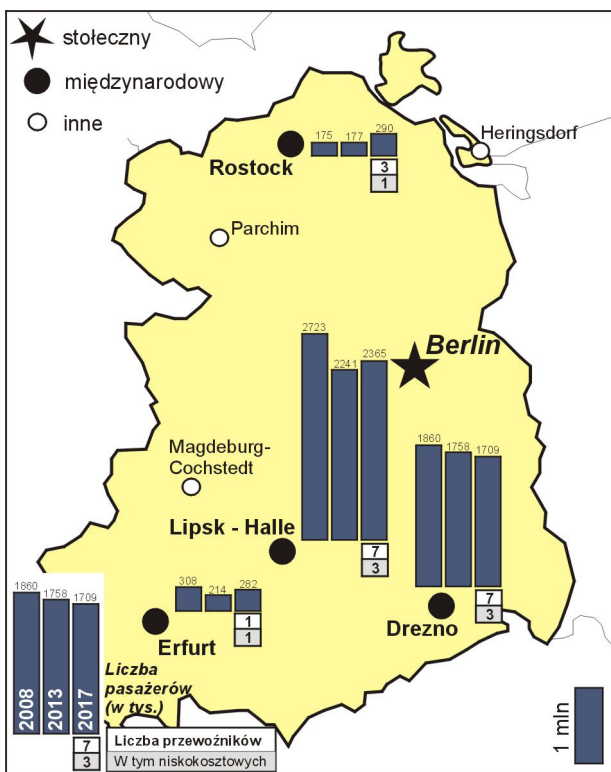 stołeczny
międzynarodowy
inne
175 177 290
Rostock
3
1
Heringsdorf
Parchim
2723 2241 2365
Berlin
Magdeburg-
Cochstedt
1860 1758 1709
Lipsk - Halle
7
3
308 214 282
1
1
Erfurt
7
3
Drezno
1860 1758 1709
2008 2013 2017
Liczba
pasażerów
(w tys.)
7 Liczba przewoźników
3 W tym niskokosztowych
1 mln